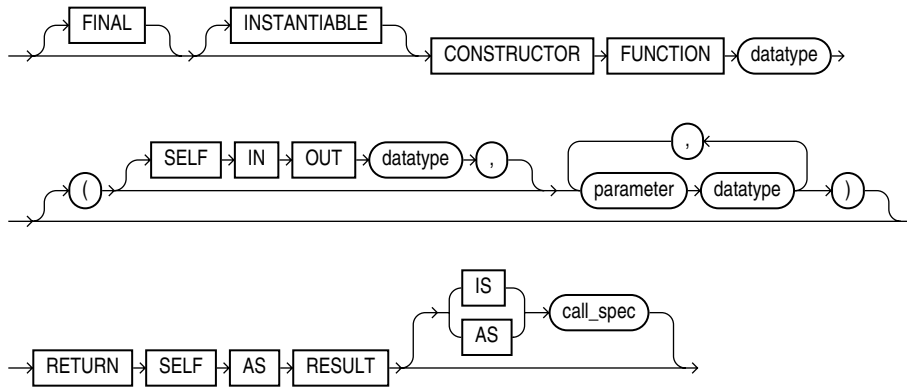 FINAL INSTANTIABLE
CONSTRUCTOR FUNCTION datatype
SELF IN OUT datatype , ,
( parameter datatype )
IS
AS call_spec
RETURN SELF AS RESULT